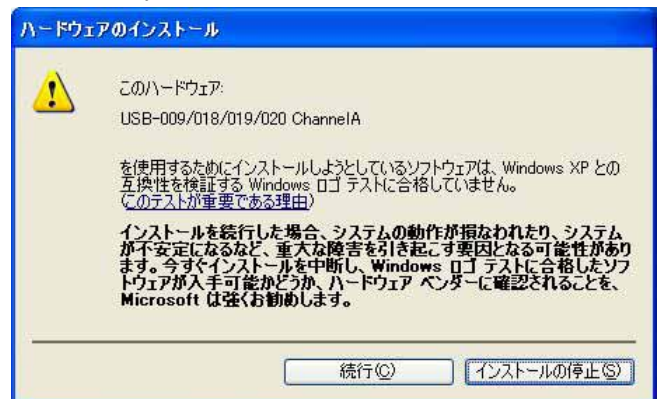 ハードウェアのインストール
このハードウェア:
USB-009/018/019/020 ChannelA
を使用するためにインストールしようとしているソフトウェアは、Windows XP との
互換性を検証する Windows ロゴ テストに合格していません。
(このテストが重要である理由)
インストールを続行した場合、システムの動作が損なわれたり、システム
が不安定になるなど、重大な障害を引き起こす要因となる可能性があり
ます。今すぐインストールを中断し、Windows ロゴ テストに合格したソフ
トウェアが入手可能かどうか、ハードウェア ベンダーに確認されることを、
Microsoft は強くお勧めします。
続行(C)
インストールの停止(S)